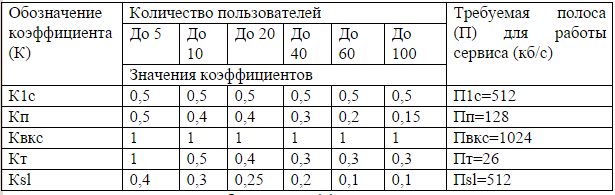 Обозначение коэффициента (К) | Количество пользователей | Требуемая полоса (П) для работы сервиса (кб/с)
До 5 | До 10 | До 20 | До 40 | До 60 | До 100
Значения коэффициентов
К1с | 0,5 | 0,5 | 0,5 | 0,5 | 0,5 | 0,5 | П1с=512
Кп | 0,5 | 0,4 | 0,4 | 0,3 | 0,2 | 0,15 | Пп=128
Квкс | 1 | 1 | 1 | 1 | 1 | 1 | Пвкс=1024
Кт | 1 | 0,5 | 0,4 | 0,3 | 0,3 | 0,3 | Пт=26
Кsl | 0,4 | 0,3 | 0,25 | 0,2 | 0,1 | 0,1 | Пsl=512